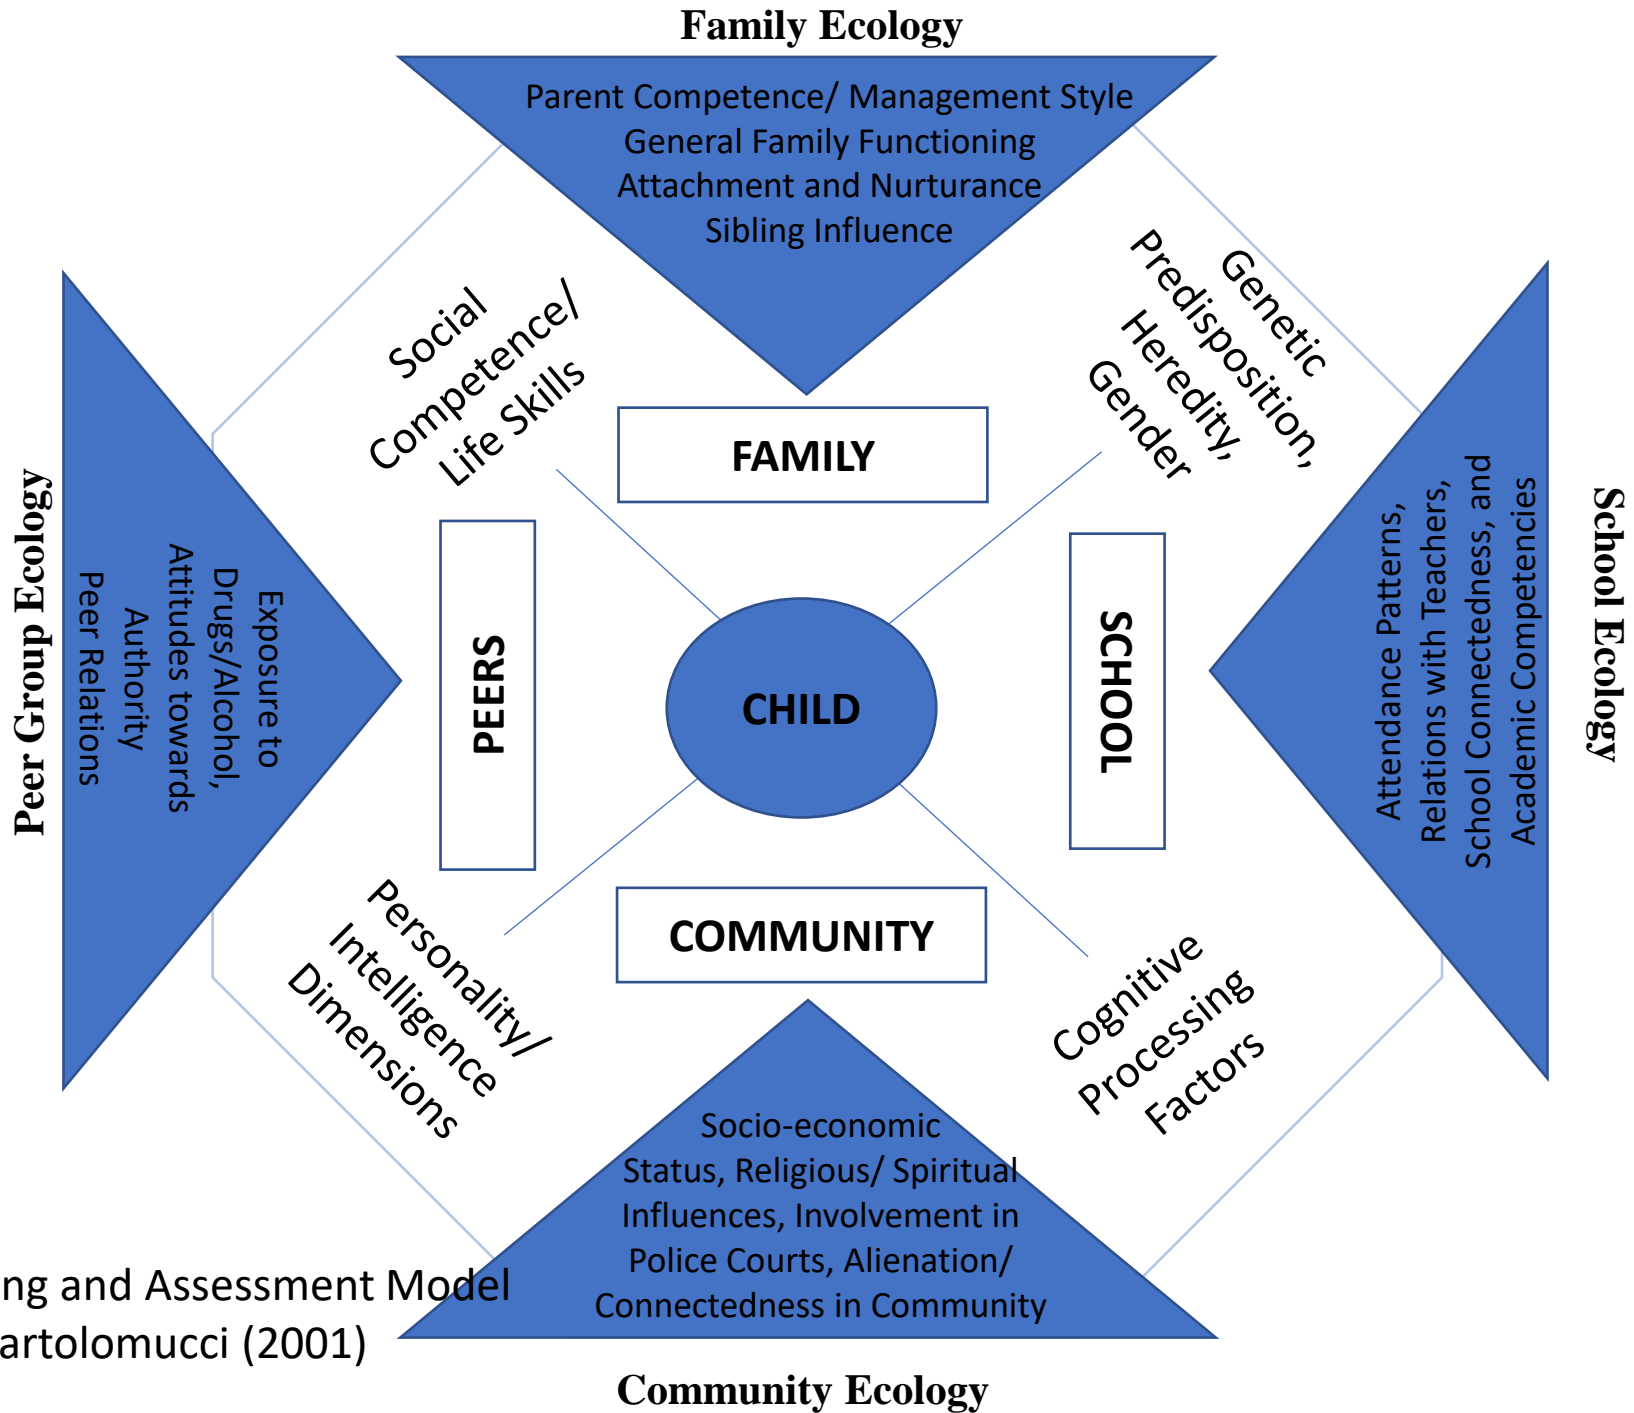 Family Ecology
Parent Competence/ Management Style
General Family Functioning
Attachment and Nurturance
Sibling Influence
Social
Competence/
Life Skills
Genetic
Predisposition,
Heredity,
Gender
FAMILY
Peer Group Ecology
Exposure to
Drugs/Alcohol,
Attitudes towards
Authority
Peer Relations
PEERS
CHILD
SCHOOL
Attendance Patterns,
Relations with Teachers,
School Connectedness, and
Academic Competencies
School Ecology
COMMUNITY
Personality/
Intelligence
Dimensions
Cognitive
Processing
Factors
Socio-economic
Status, Religious/ Spiritual
Influences, Involvement in
Police Courts, Alienation/
Connectedness in Community
ng and Assessment Model
artolomucci (2001)
Community Ecology